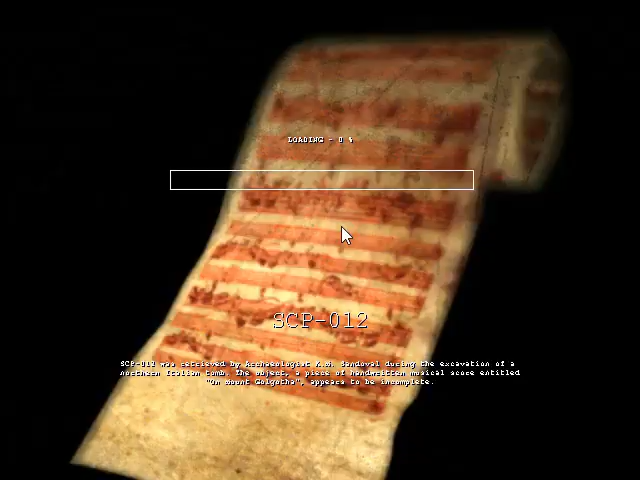 LOADING - 0 %
SCP-012
SCP-012 was retrieved by Archaeologist K.M. Sandoval during the excavation of a
northern Italian tomb. The object, a piece of handwritten musical score entitled
"On Mount Golgotha", appears to be incomplete.